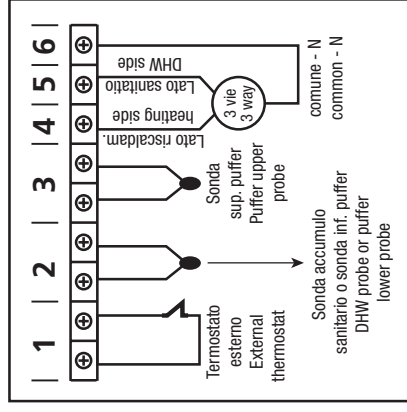 1 | 2 | 3 | 4 | 5 | 6
Termostato
esterno
External
thermostat
Sonda accumulo
sanitario o sonda inf. puffer
DHW probe or puffer
lower probe
Sonda
sup. puffer
Puffer upper
probe
Lato riscaldam.
heating side
Lato sanitatio
DHW side
3 vie
3 way
comune - N
common - N